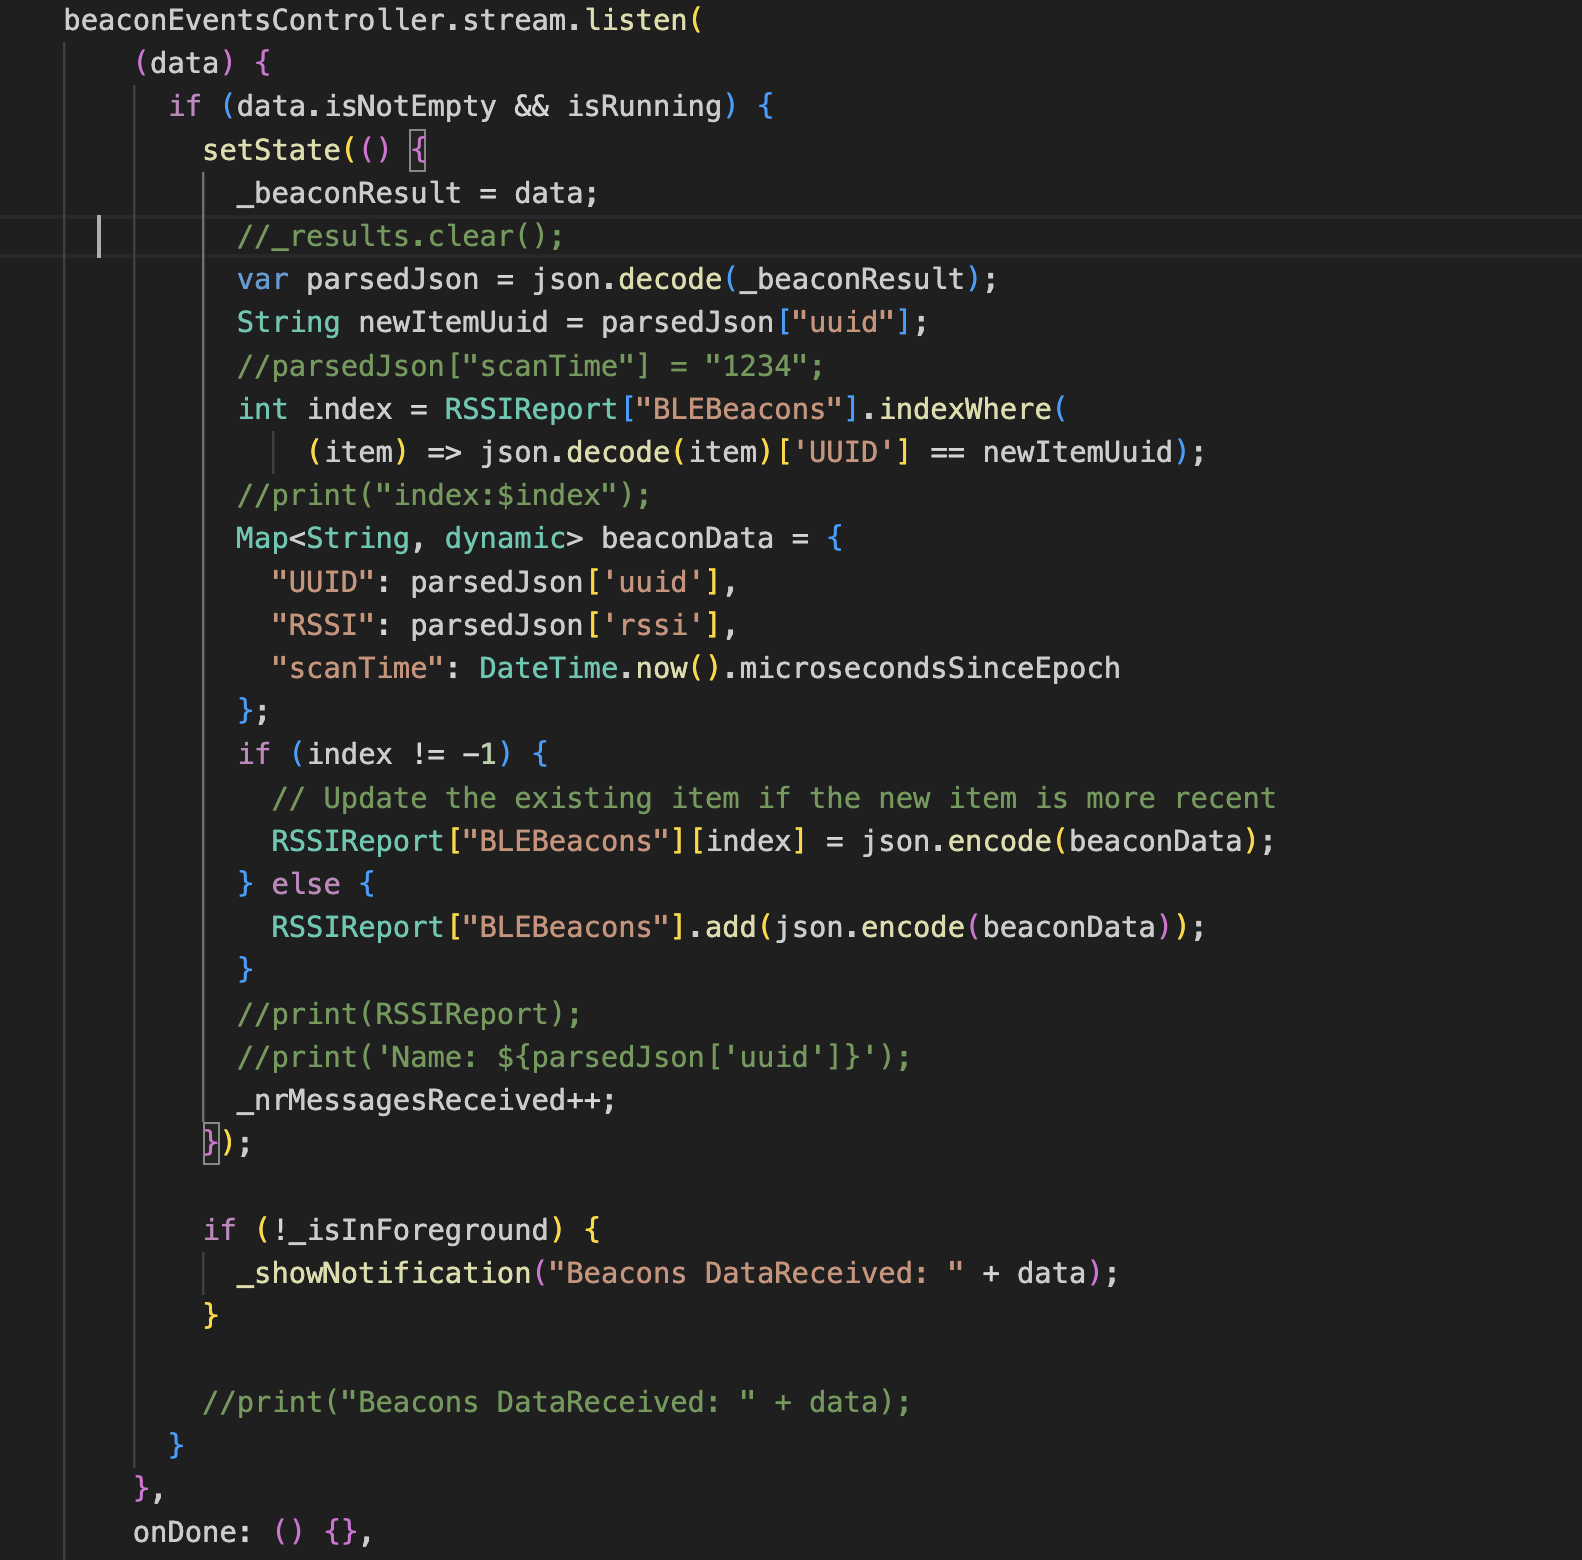 beaconEventsController.stream.listen(
(data) {
if (data.isNotEmpty && isRunning) {
setState(() {
_beaconResult = data;
//_results.clear();
var parsedJson = json.decode(_beaconResult);
String newItemUuid = parsedJson["uuid"];
//parsedJson["scanTime"] = "1234";
int index = RSSIReport["BLEBeacons"].indexWhere(
(item) => json.decode(item)['UUID'] == newItemUuid);
//print("index:$index");
Map<String, dynamic> beaconData = {
"UUID": parsedJson['uuid'],
"RSSI": parsedJson['rssi'],
"scanTime": DateTime.now().microsecondsSinceEpoch
};
if (index != -1) {
// Update the existing item if the new item is more recent
RSSIReport["BLEBeacons"][index] = json.encode(beaconData);
} else {
RSSIReport["BLEBeacons"].add(json.encode(beaconData));
}
//print(RSSIReport);
//print('Name: ${parsedJson['uuid']}');
_nrMessagesReceived++;
});
if (!_isInForeground) {
_showNotification("Beacons DataReceived: " + data);
}
//print("Beacons DataReceived: " + data);
}
},
onDone: () {},